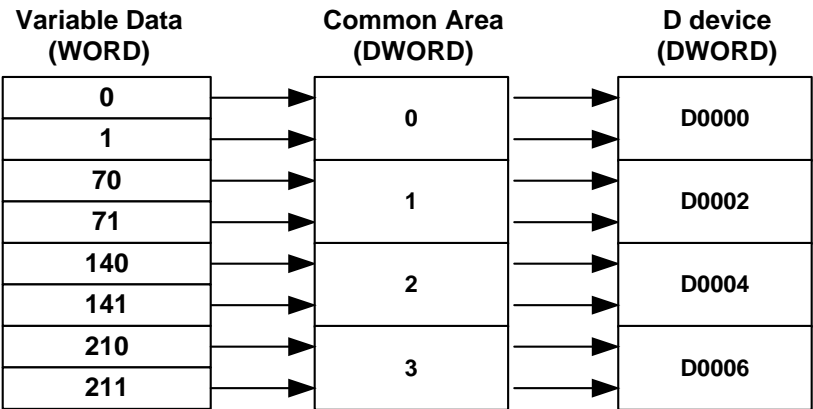 Variable Data
(WORD)
Common Area
(DWORD)
D device
(DWORD)
0
1
70
71
140
141
210
211
0
1
2
3
D0000
D0002
D0004
D0006